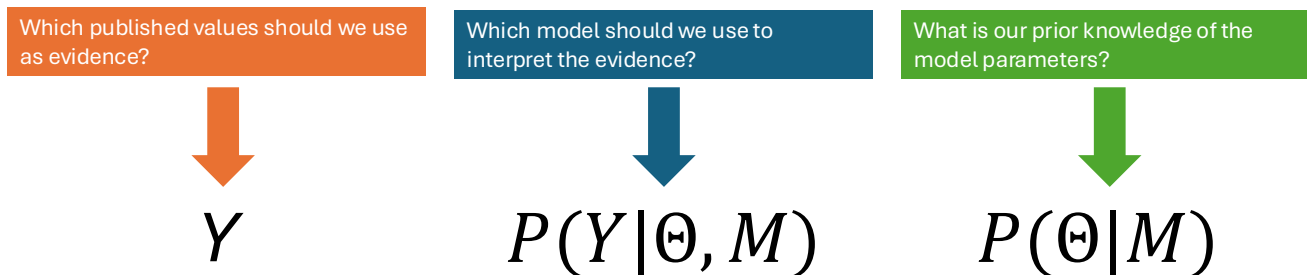 Which published values should we use
as evidence?
Which model should we use to
interpret the evidence?
What is our prior knowledge of the
model parameters?
Y
P(Y|Θ, M)
P(Θ|M)